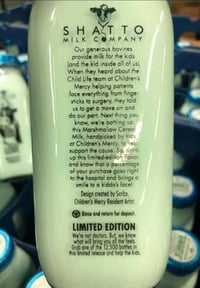 SHATTO
MILK COMPANY
Our generous bovines
provide milk for the kids
(and the kid inside all of us).
When they heard about the
Child Life team at Children's
Mercy helping patients
face everything from finger
sticks to surgery, they told
us to get a move on and
do our part. Next thing you
know, we're bottling up
this Marshmallow Cereal
Milk, handpicked by kids
at Children's Mercy, to help
support the cause. So, drink
up this limited-edition flavor
and know that a percentage
of your purchase goes right
to the hospital and brings a
smile to a kiddo's face!
Design created by Scribe,
Children's Mercy Resident Artist
Rinse and return for deposit.
LIMITED EDITION
We're not doctors. But, we know
what will bring you all the feels.
Grab one of the 12,500 bottles in
this limited release and help the kids.